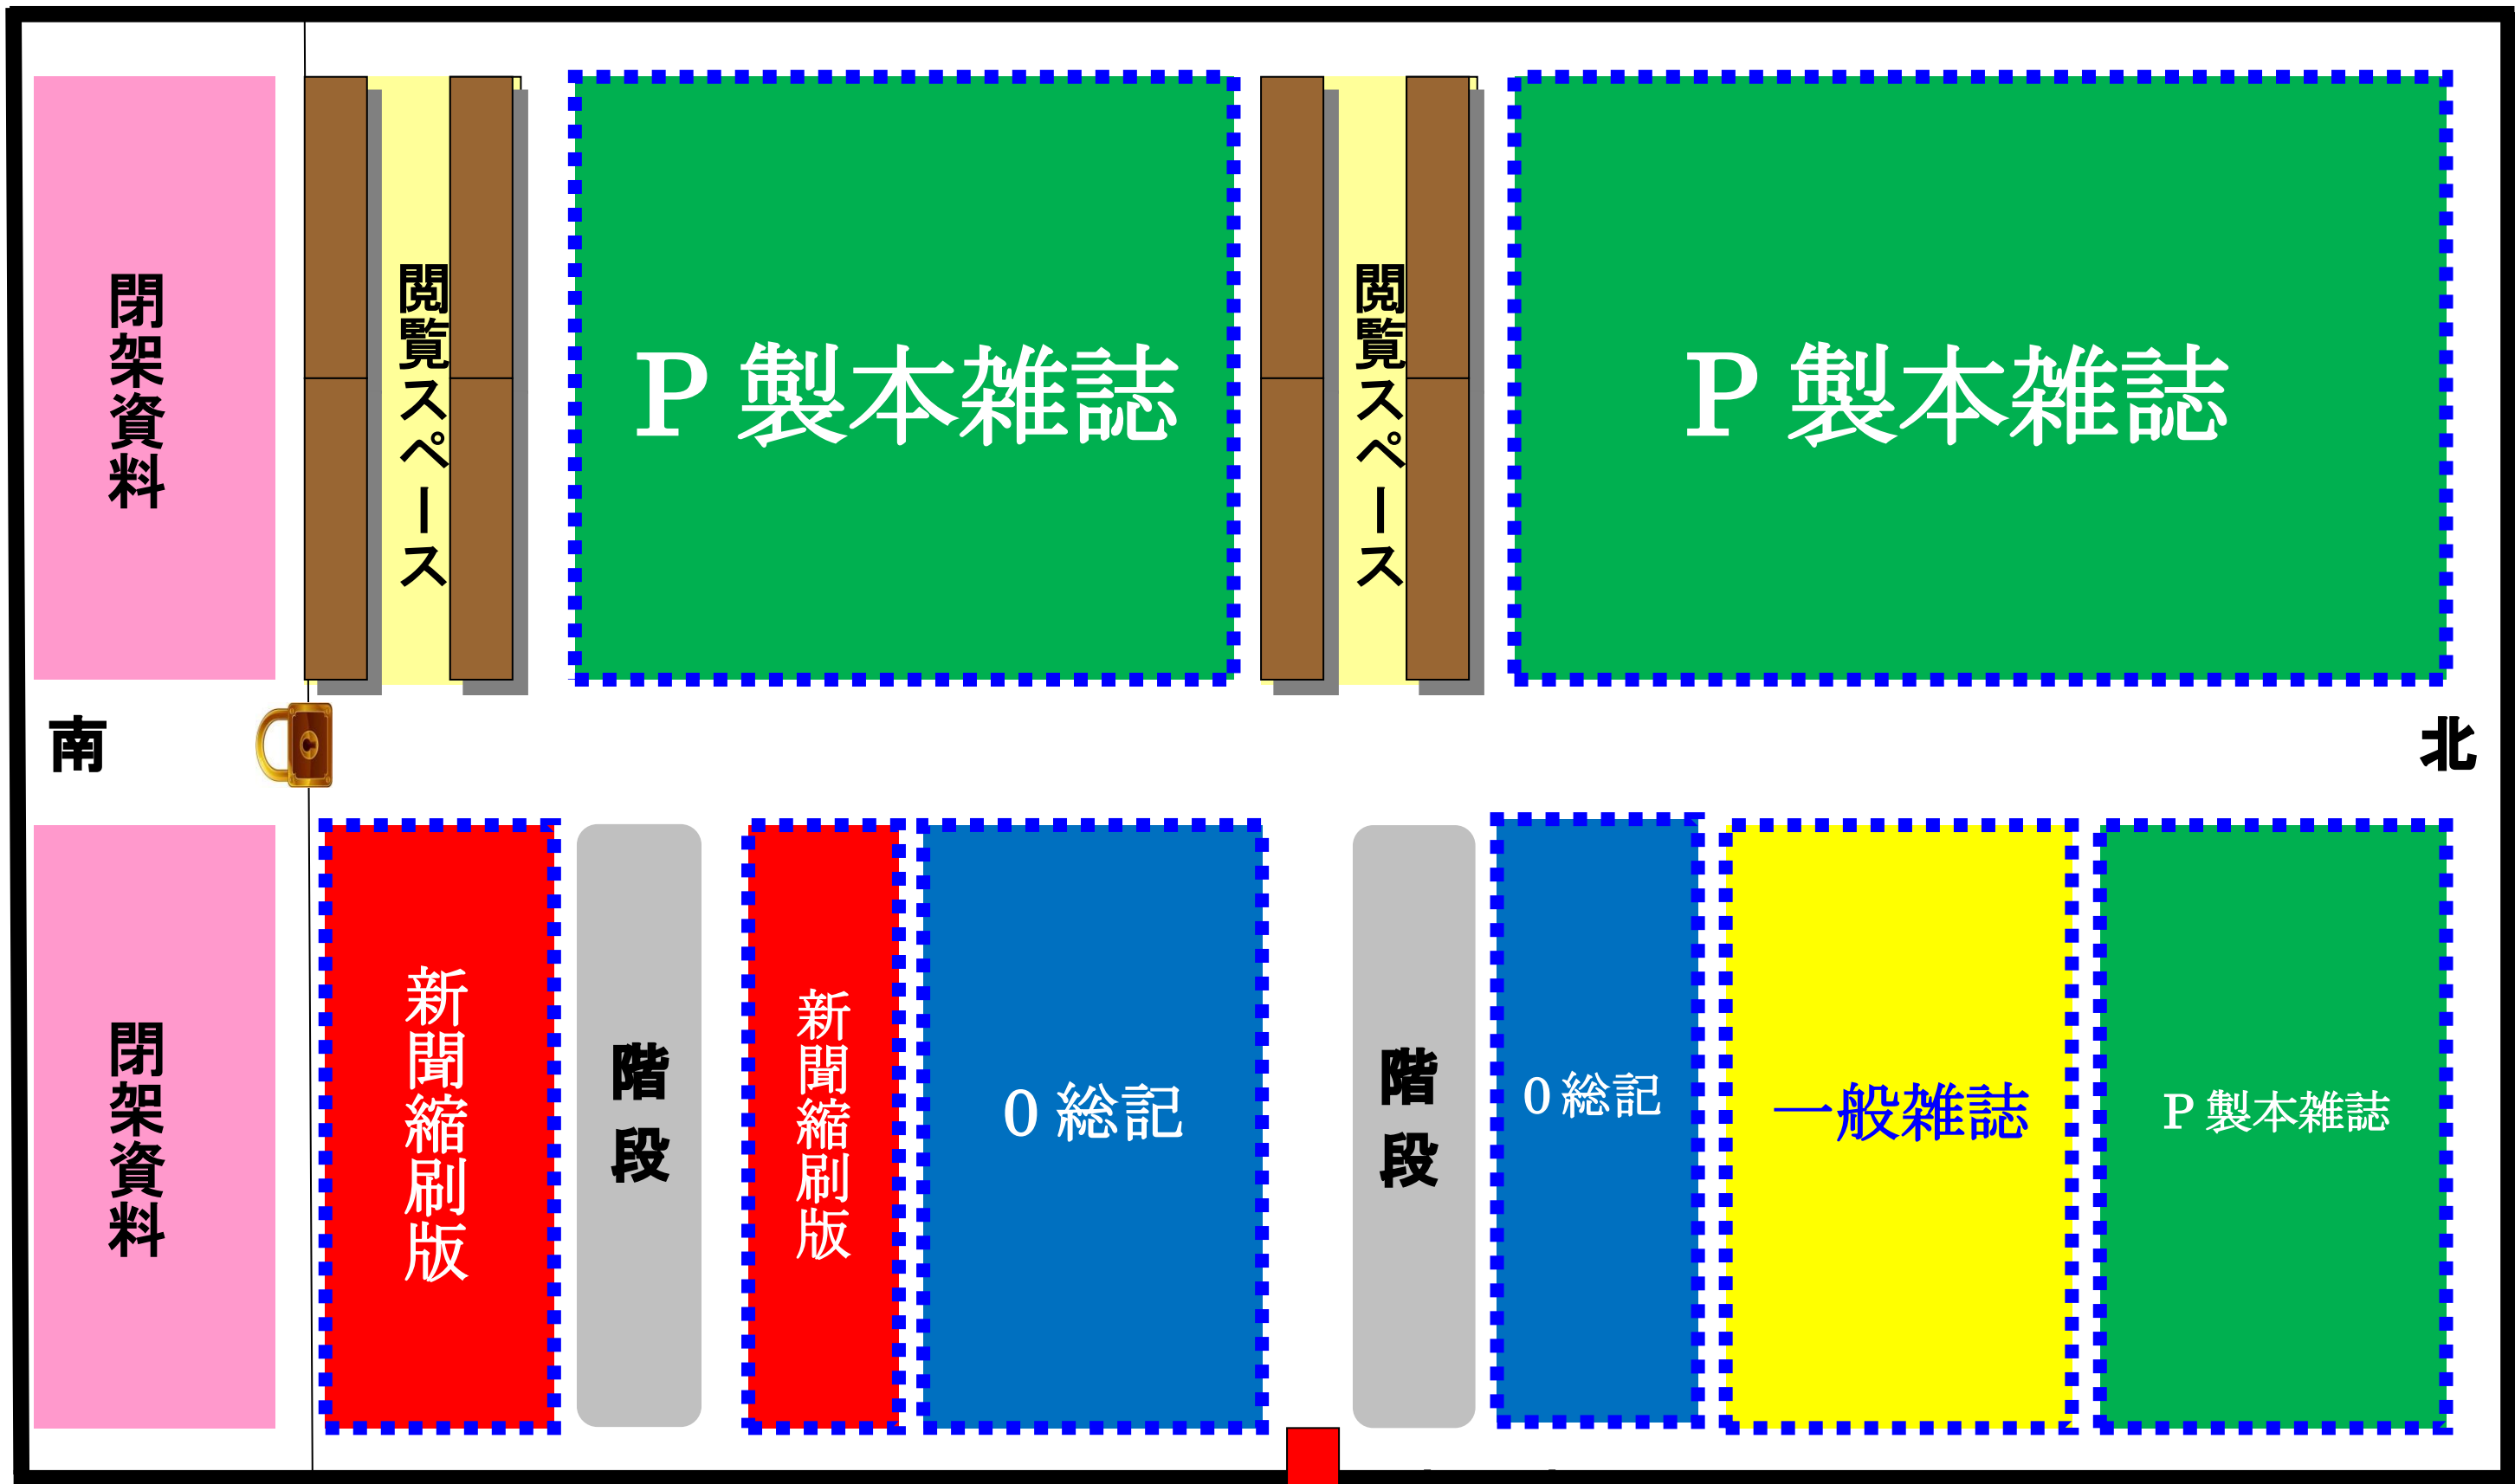 閉架資料
閲覧スペース
P 製本雑誌
閲覧スペース
P 製本雑誌
南
北
閉架資料
新聞縮刷版
階段
新聞縮刷版
0 総記
階段
0 総記
一般雑誌
P 製本雑誌